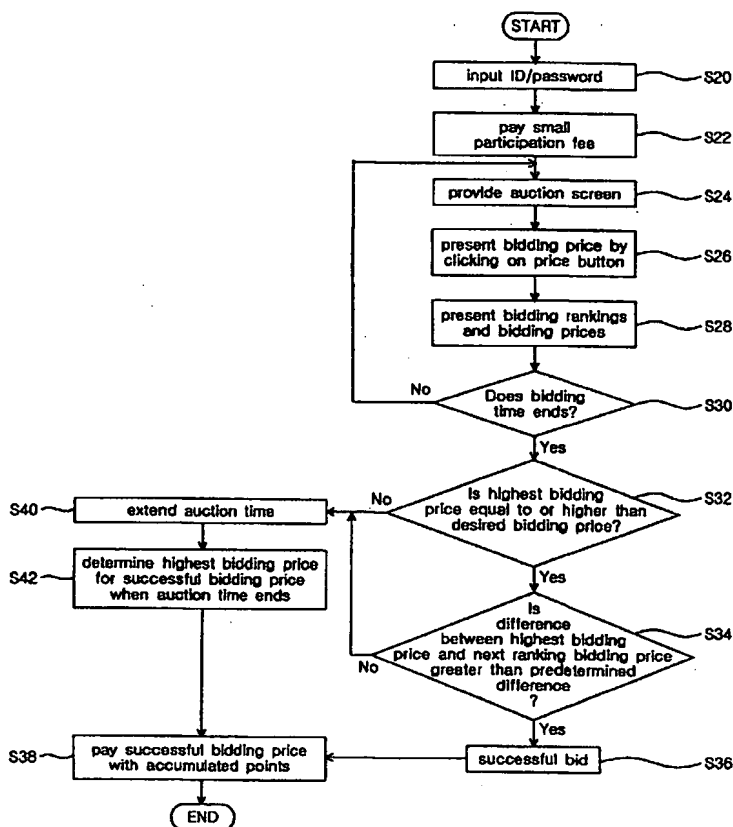 START
input ID/password
S20
pay small
participation fee
S22
provide auction screen
S24
present bidding price by
clicking on price button
S26
present bidding rankings
and bidding prices
S28
No
Does bidding
time ends?
S30
Yes
Is highest bidding
price equal to or higher than
desired bidding price?
S32
No
S40
extend auction time
Yes
S42
determine highest bidding price
for successful bidding price
when auction time ends
Is
difference
between highest bidding
price and next ranking bidding price
greater than predetermined
difference
?
S34
No
Yes
S38
pay successful bidding price
with accumulated points
successful bid
S36
END